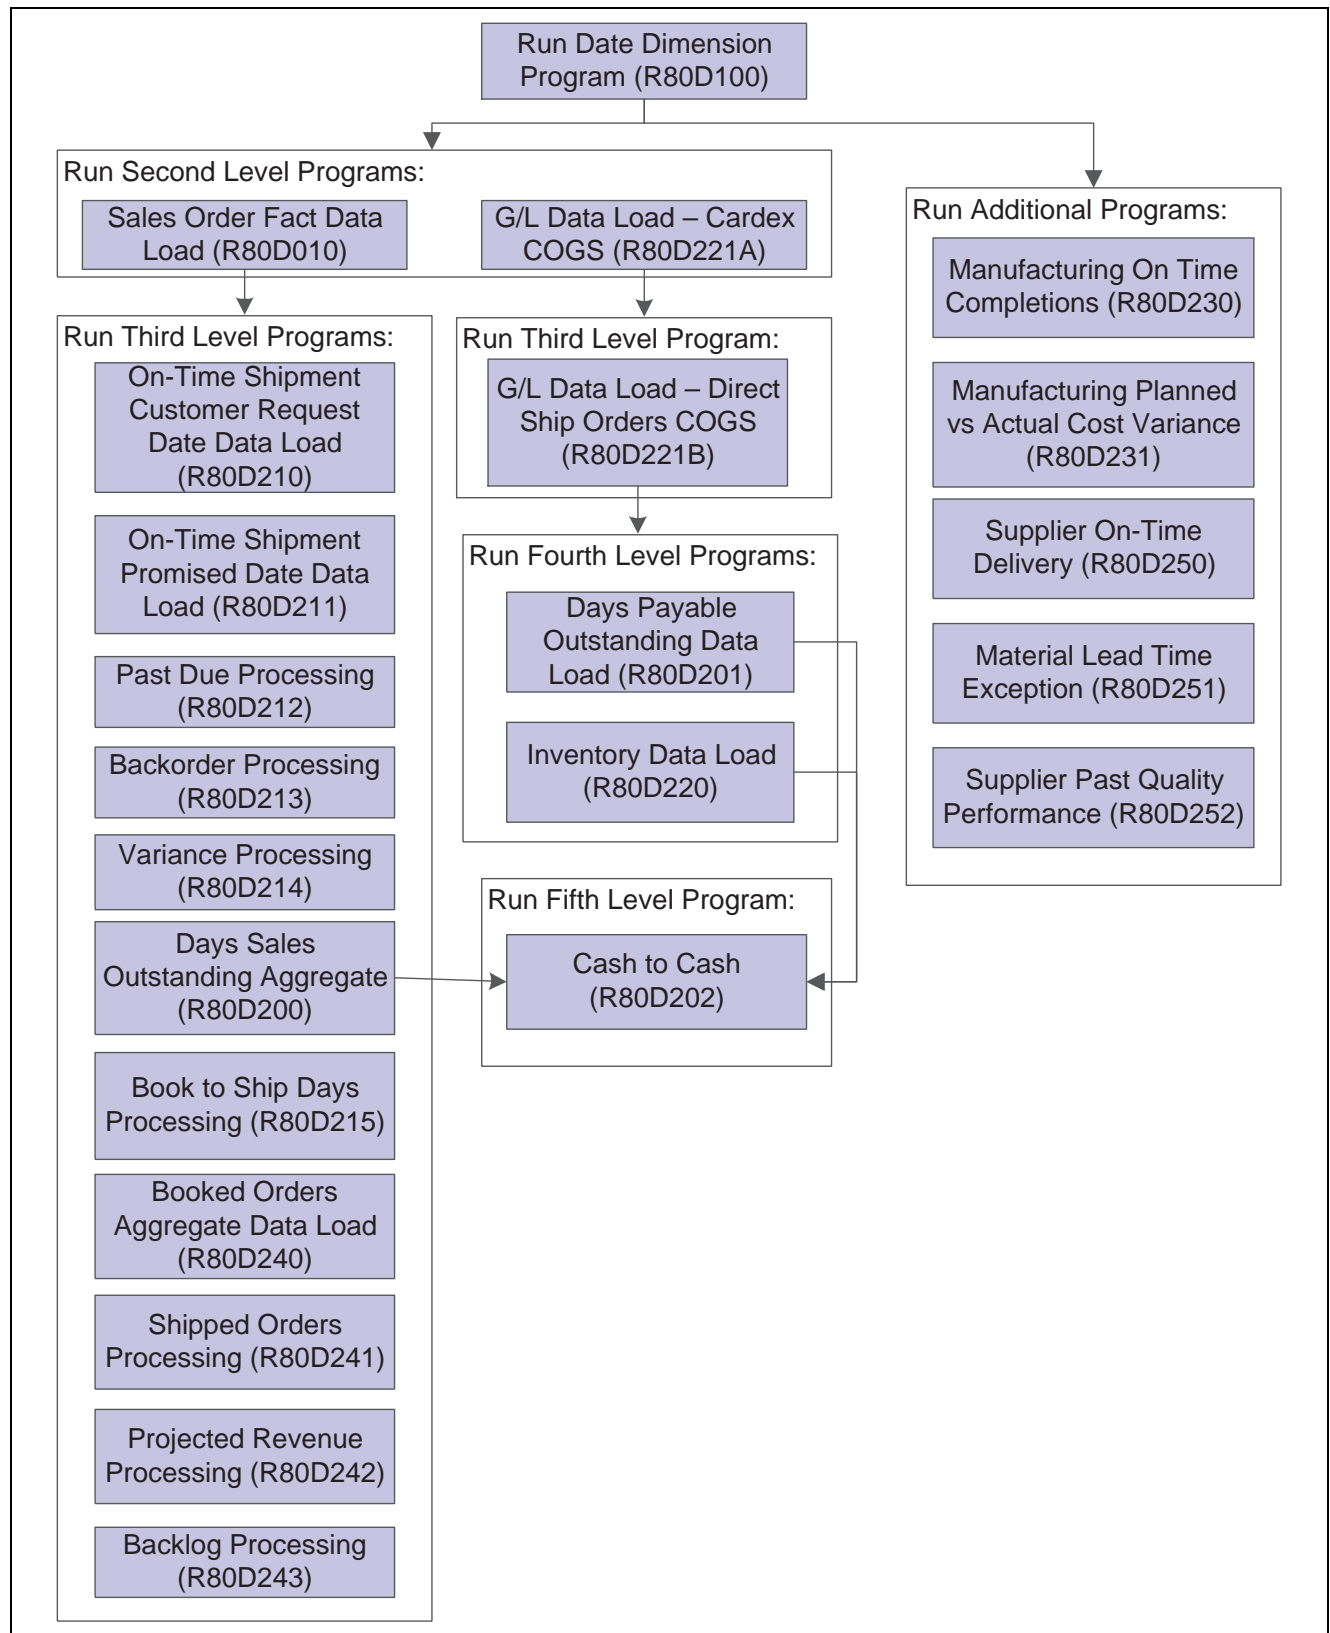 Run Date Dimension
Program (R80D100)
Run Second Level Programs:
Sales Order Fact Data
Load (R80D010)
G/L Data Load – Cardex
COGS (R80D221A)
Run Third Level Programs:
On-Time Shipment
Customer Request
Date Data Load
(R80D210)
On-Time Shipment
Promised Date Data
Load (R80D211)
Past Due Processing
(R80D212)
Backorder Processing
(R80D213)
Variance Processing
(R80D214)
Days Sales
Outstanding Aggregate
(R80D200)
Book to Ship Days
Processing (R80D215)
Booked Orders
Aggregate Data Load
(R80D240)
Shipped Orders
Processing (R80D241)
Projected Revenue
Processing (R80D242)
Backlog Processing
(R80D243)
Run Third Level Program:
G/L Data Load – Direct
Ship Orders COGS
(R80D221B)
Run Fourth Level Programs:
Days Payable
Outstanding Data
Load (R80D201)
Inventory Data Load
(R80D220)
Run Fifth Level Program:
Cash to Cash
(R80D202)
Run Additional Programs:
Manufacturing On Time
Completions (R80D230)
Manufacturing Planned
vs Actual Cost Variance
(R80D231)
Supplier On-Time
Delivery (R80D250)
Material Lead Time
Exception (R80D251)
Supplier Past Quality
Performance (R80D252)